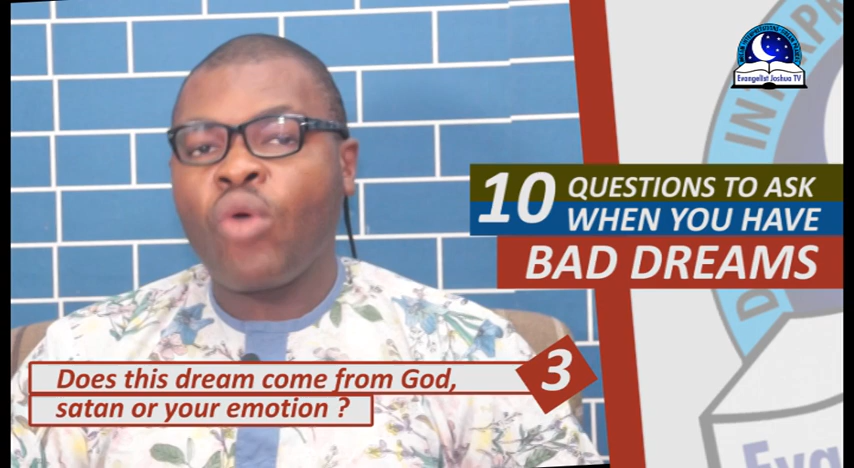 Evangelist Joshua TV
10 QUESTIONS TO ASK
WHEN YOU HAVE
BAD DREAMS
3
Does this dream come from God,
satan or your emotion ?